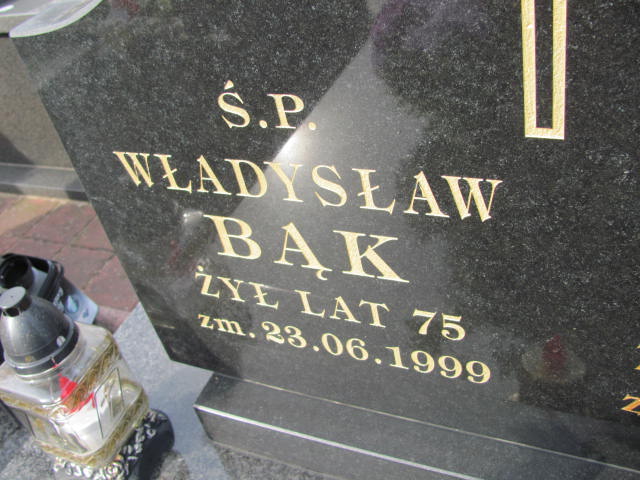 Ś.P.
WŁADYSŁAW
BĄK
ŻYŁ LAT 75
zm. 23.06.1999